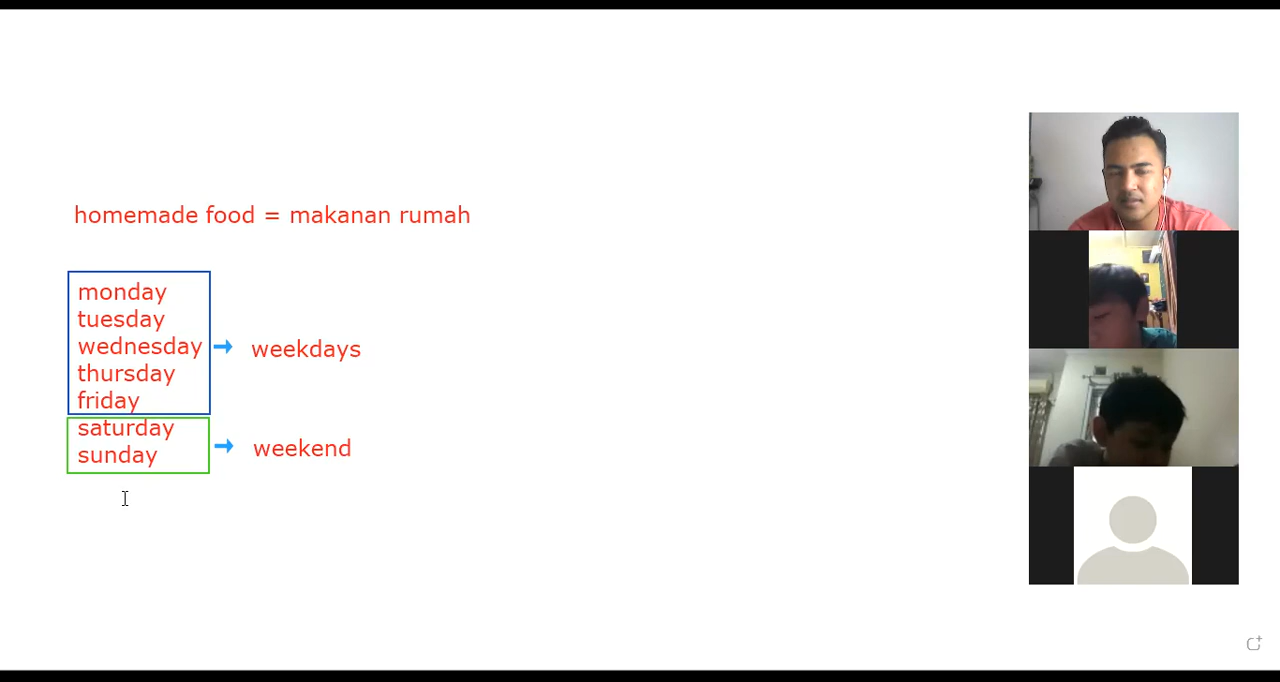 homemade food = makanan rumah
monday
tuesday
wednesday
thursday
friday
weekdays
saturday
sunday
weekend